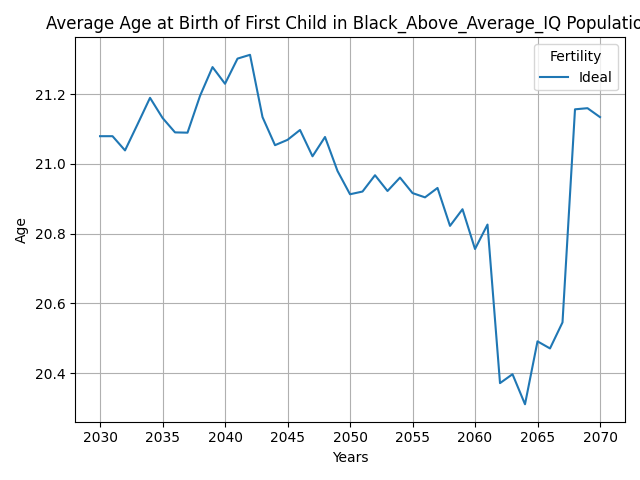 Average Age at Birth of First Child in Black_Above_Average_IQ Populatio
Fertility
Ideal
21.2
21.0
20.8
20.6
20.4
Age
2030 2035 2040 2045 2050 2055 2060 2065 2070
Years